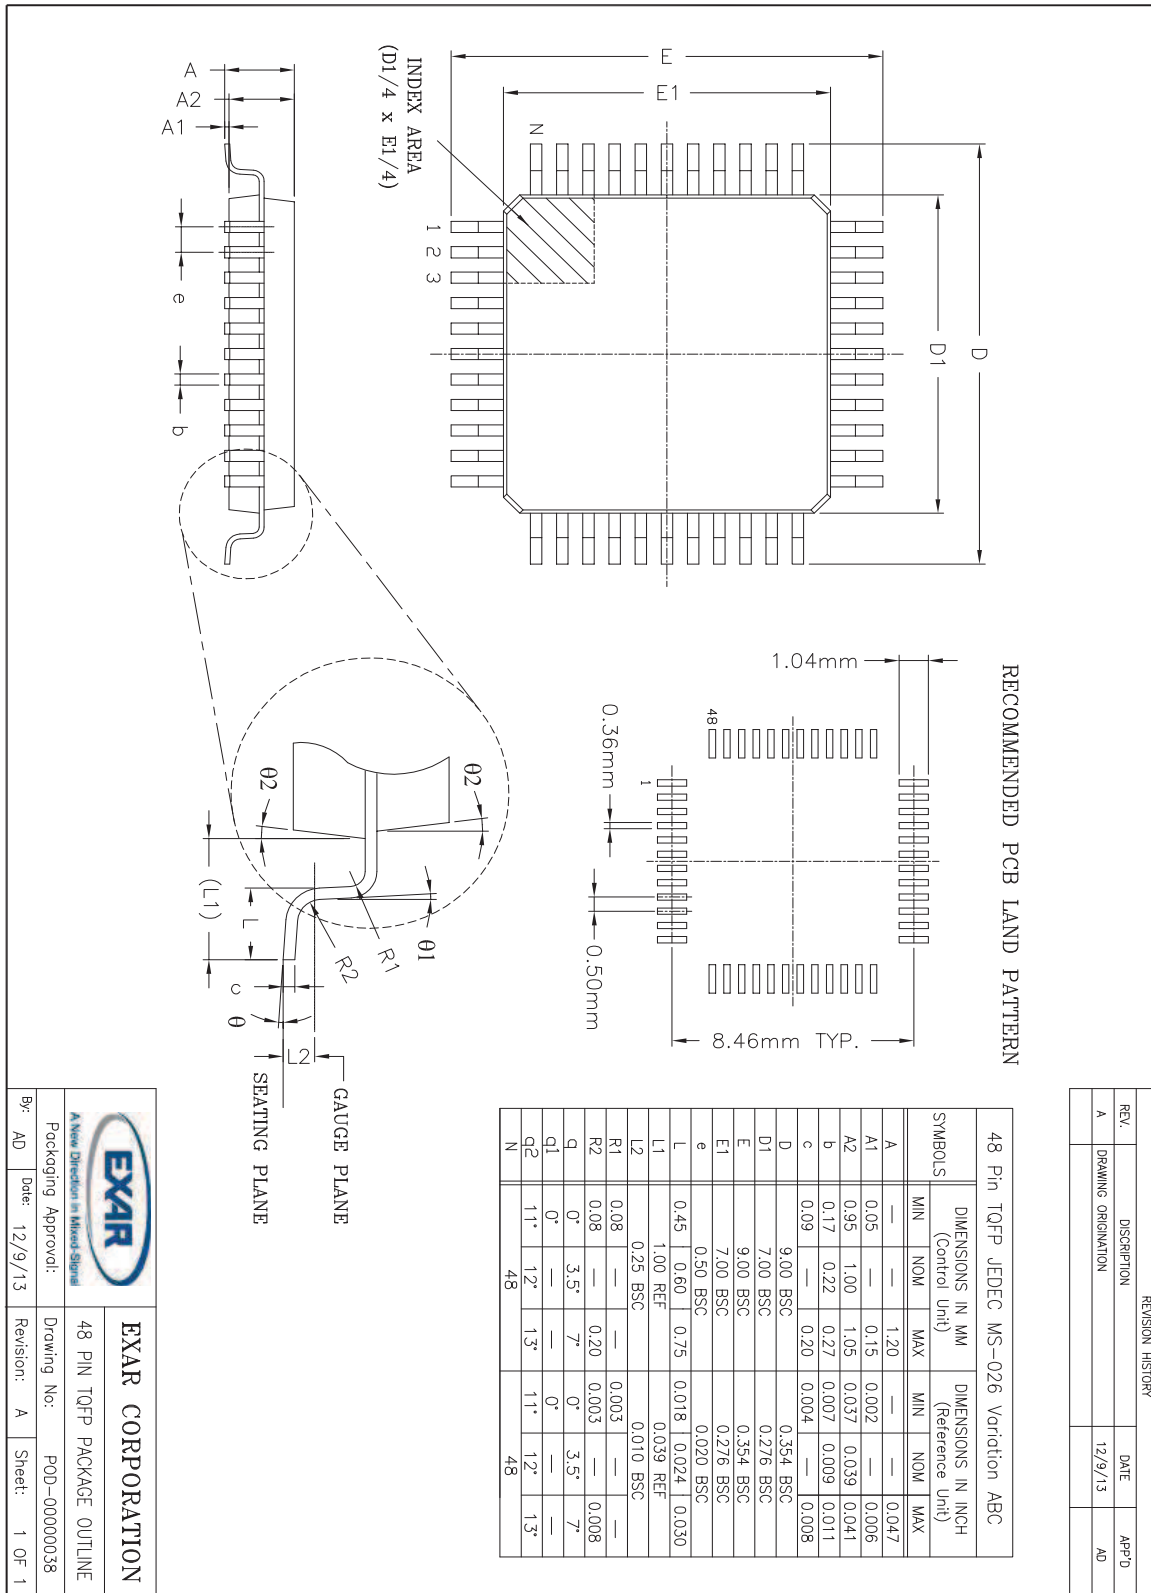 REVISION HISTORY
REV. DISCRIPTION DATE APP'D
A DRAWING ORIGINATION 12/9/13 AD
A
A2
A1
e
b
INDEX AREA
(D1/4 x E1/4)
E
E1
N
1 2 3
D1
D
RECOMMENDED PCB LAND PATTERN
1.04mm
48
1
0.36mm
0.50mm
8.46mm TYP.
θ2
θ2
(L1)
L
R1
R2
θ1
c
θ
L2
GAUGE PLANE
SEATING PLANE
48 Pin TQFP JEDEC MS-026 Variation ABC
SYMBOLS DIMENSIONS IN MM (Control Unit) DIMENSIONS IN INCH (Reference Unit)
MIN NOM MAX MIN NOM MAX
A — — 1.20 — — 0.047
A1 0.05 — 0.15 0.002 — 0.006
A2 0.95 1.00 1.05 0.037 0.039 0.041
b 0.17 0.22 0.27 0.007 0.009 0.011
c 0.09 — 0.20 0.004 — 0.008
D 9.00 BSC 0.354 BSC
D1 7.00 BSC 0.276 BSC
E 9.00 BSC 0.354 BSC
E1 7.00 BSC 0.276 BSC
e 0.50 BSC 0.020 BSC
L 0.45 0.60 0.75 0.018 0.024 0.030
L1 1.00 REF 0.039 REF
L2 0.25 BSC 0.010 BSC
R1 0.08 — — 0.003 — —
R2 0.08 — 0.20 0.003 — 0.008
q 0° 3.5° 7° 0° 3.5° 7°
q1 0° — — 0° — —
q2 11° 12° 13° 11° 12° 13°
N 48 48
EXAR
A New Direction in Mixed-Signal
EXAR CORPORATION
48 PIN TQFP PACKAGE OUTLINE
Packaging Approval:
Drawing No: POD-00000038
By: AD Date: 12/9/13 Revision: A Sheet: 1 OF 1